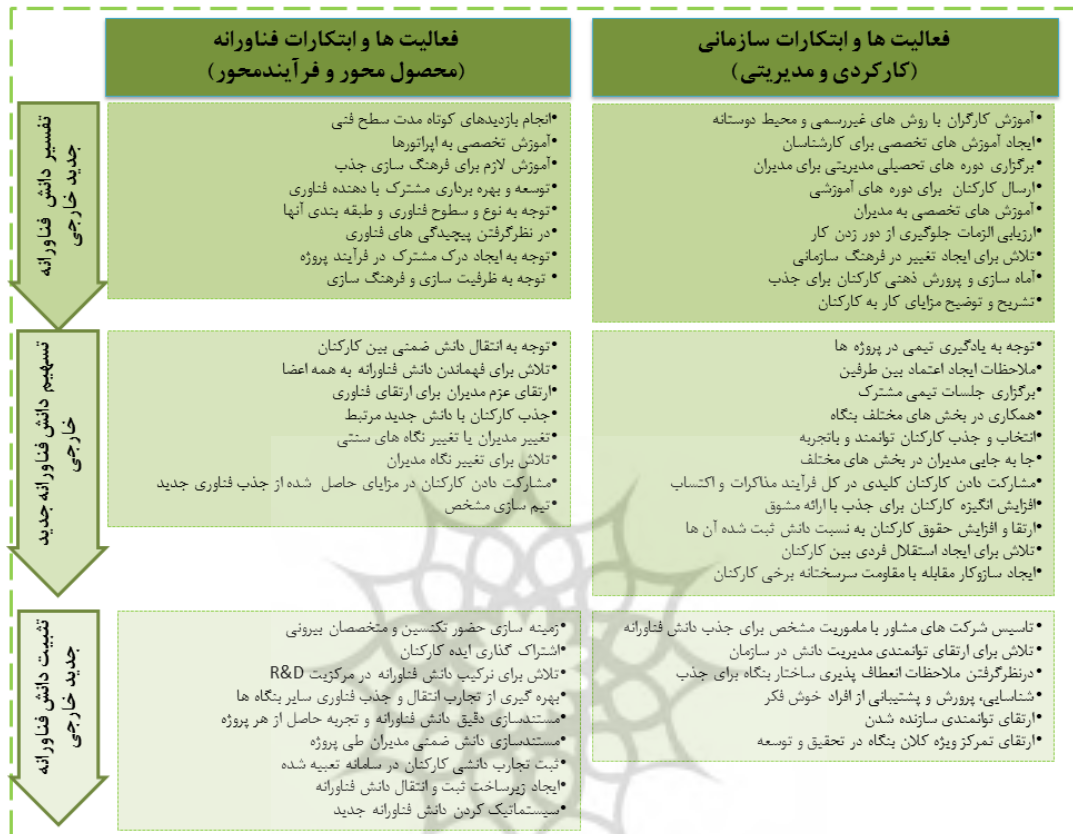 فعالیت ها و ابتکارات سازمانی
(کارکردی و مدیریتی)
فعالیت ها و ابتکارات فناورانه
(محصول محور و فرآیندمحور)
تفسیر دانش فناورانه
جدید خارجی
•آموزش کارگران با روش های غیررسمی و محیط دوستانه
•ایجاد آموزش های تخصصی برای کارشناسان
•برگزاری دوره های تحصیلی مدیریتی برای مدیران
•ارسال کارکنان برای دوره های آموزشی
•آموزش های تخصصی به مدیران
•ارزیابی الزمات جلوگیری از دور زدن کار
•تلاش برای ایجاد تغییر در فرهنگ سازمانی
•آماه سازی و پرورش ذهنی کارکنان برای جذب
•تشریح و توضیح مزایای کار به کارکنان
•انجام بازدیدهای کوتاه مدت سطح فنی
•آموزش تخصصی به اپراتورها
•آموزش لازم برای فرهنگ سازی جذب
•توسعه و بهره برداری مشترک با دهنده فناوری
•توجه به نوع و سطوح فناوری و طبقه بندی آنها
•در نظرگرفتن پیچیدگی های فناوری
•توجه به ایجاد درک مشترک در فرآیند پروژه
•توجه به ظرفیت سازی و فرهنگ سازی
تسهیم دانش فناورانه جدید
خارجی
•توجه به یادگیری تیمی در پروژه ها
•ملاحظات ایجاد اعتماد بین طرفین
•برگزاری جلسات تیمی مشترک
•همکاری در بخش های مختلف بنگاه
•انتخاب و جذب کارکنان توانمند و باتجربه
•جا به جایی مدیران در بخش های مختلف
•مشارکت دادن کارکنان کلیدی در کل فرآیند مذاکرات و اکتساب
•افزایش انگیزه کارکنان برای جذب با ارائه مشوق
•ارتقا و افزایش حقوق کارکنان به نسبت دانش ثبت شده آن ها
•تلاش برای ایجاد استقلال فردی بین کارکنان
•ایجاد سازوکار مقابله با مقاومت سرسختانه برخی کارکنان
•توجه به انتقال دانش ضمنی بین کارکنان
•تلاش برای فهماندن دانش فناورانه به همه اعضا
•ارتقای عزم مدیران برای ارتقای فناوری
•جذب کارکنان با دانش جدید مرتبط
•تغییر مدیران یا تغییر نگاه های سنتی
•تلاش برای تغییر نگاه مدیران
•مشارکت دادن کارکنان در مزایای حاصل شده از جذب فناوری جدید
•تیم سازی مشخص
تثبیت دانش فناورانه
جدید خارجی
•تاسیس شرکت های مشاور با ماموریت مشخص برای جذب دانش فناورانه
•تلاش برای ارتقای توانمندی مدیریت دانش در سازمان
•درنظرگرفتن ملاحظات انعطاف پذیری ساختار بنگاه برای جذب
•شناسایی، پرورش و پشتیبانی از افراد خوش فکر
•ارتقای توانمندی سازنده شدن
•ارتقای تمرکز ویژه کلان بنگاه در تحقیق و توسعه
•زمینه سازی حضور تکنسین و متخصصان بیرونی
•اشتراک گذاری ایده کارکنان
•تلاش برای ترکیب دانش فناورانه در مرکزیت R&D
•بهره گیری از تجارب انتقال و جذب فناوری سایر بنگاه ها
•مستندسازی دقیق دانش فناورانه و تجربه حاصل از هر پروژه
•مستندسازی دانش ضمنی مدیران طی پروژه
•ثبت تجارب دانشی کارکنان در سامانه تعبیه شده
•ایجاد زیرساخت ثبت و انتقال دانش فناورانه
•سیستماتیک کردن دانش فناورانه جدید